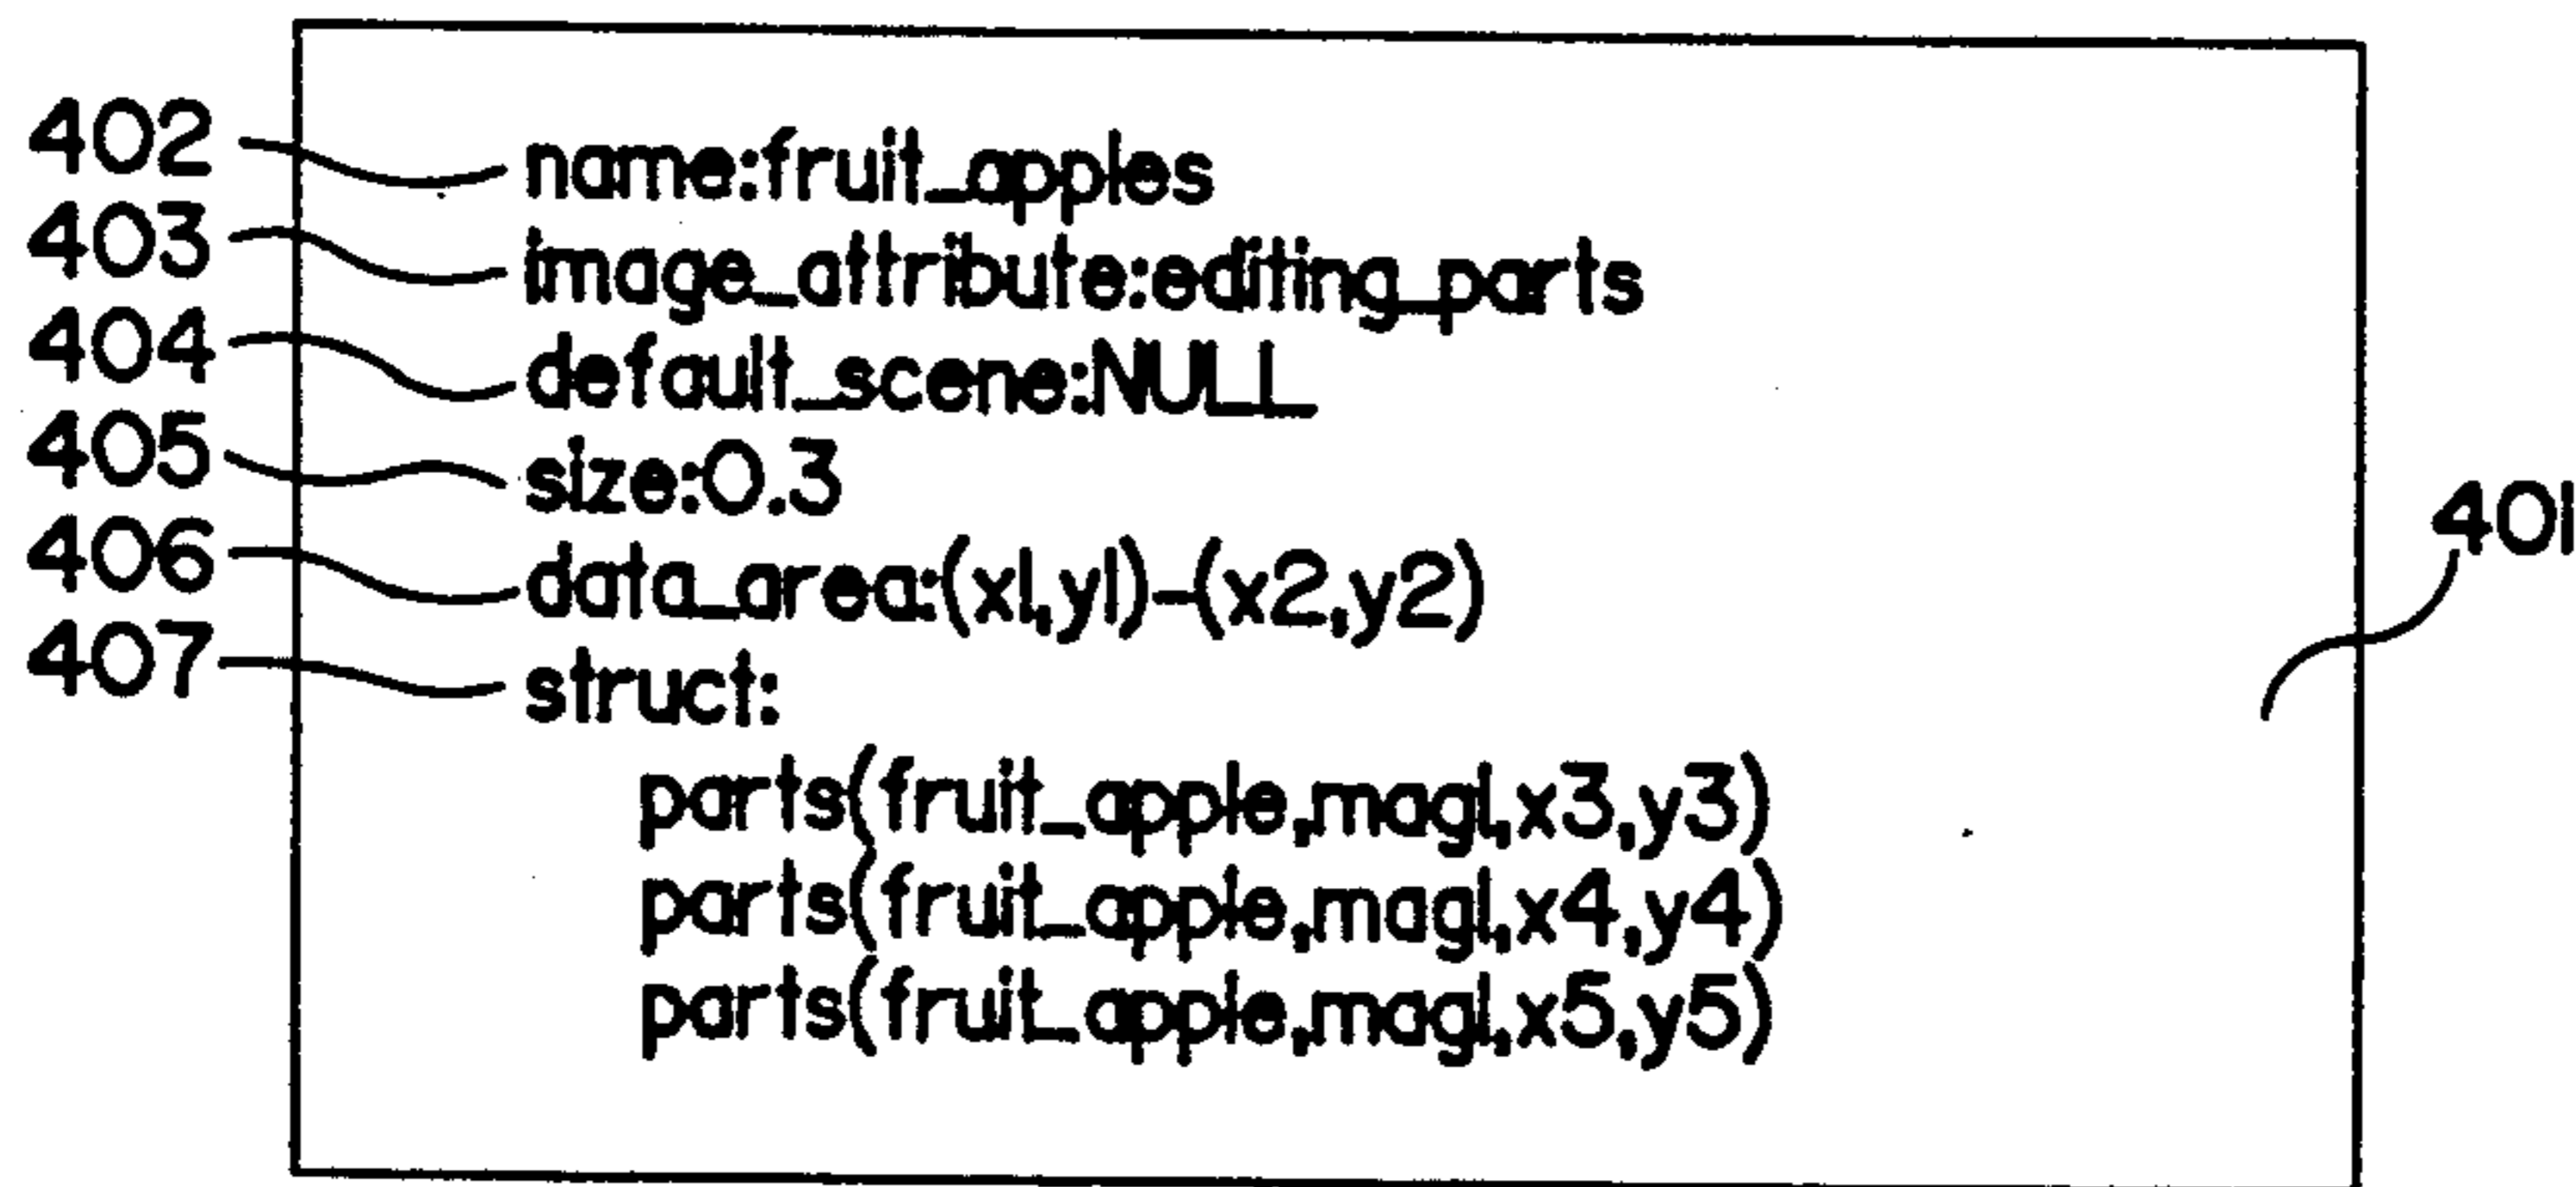 402 name:fruit_apples
403 image_attribute:editing_parts
404 default_scene:NULL
405 size:0.3
406 data_area:(x1,y1)-(x2,y2)
401
407 struct:
parts(fruit_apple,mag1,x3,y3)
parts(fruit_apple,mag1,x4,y4)
parts(fruit_apple,mag1,x5,y5)